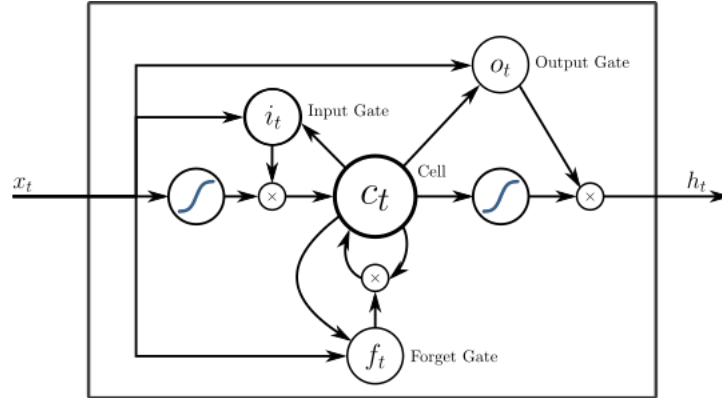 o_t Output Gate
i_t Input Gate
x_t
×
c_t Cell
×
h_t
×
f_t Forget Gate